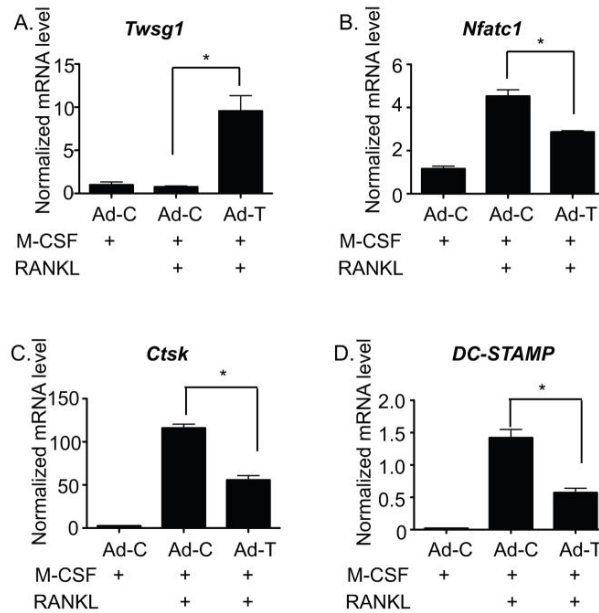 A. Twsg1
Normalized mRNA level
15
10
5
0
*
Ad-C Ad-C Ad-T
M-CSF + + +
RANKL + +
B. Nfatc1
Normalized mRNA level
6
4
2
0
*
Ad-C Ad-C Ad-T
M-CSF + + +
RANKL + +
C. Ctsk
Normalized mRNA level
150
100
50
0
*
Ad-C Ad-C Ad-T
M-CSF + + +
RANKL + +
D. DC-STAMP
Normalized mRNA level
2.0
1.5
1.0
0.5
0
*
Ad-C Ad-C Ad-T
M-CSF + + +
RANKL + +